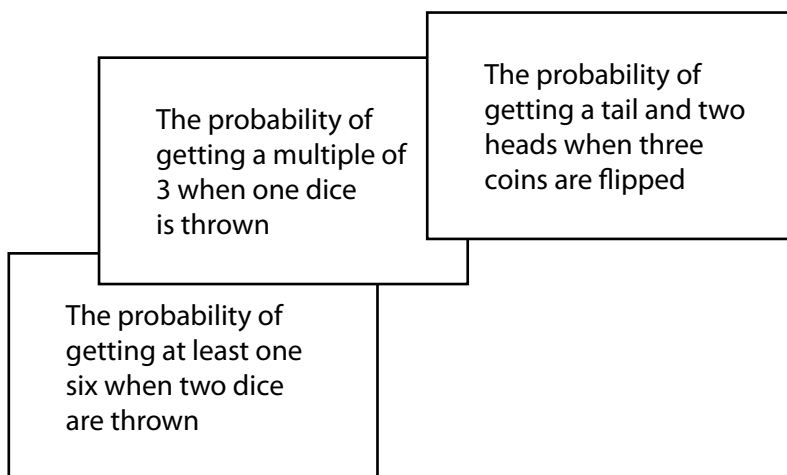 The probability of
getting a tail and two
heads when three
coins are flipped
The probability of
getting a multiple of
3 when one dice
is thrown
The probability of
getting at least one
six when two dice
are thrown